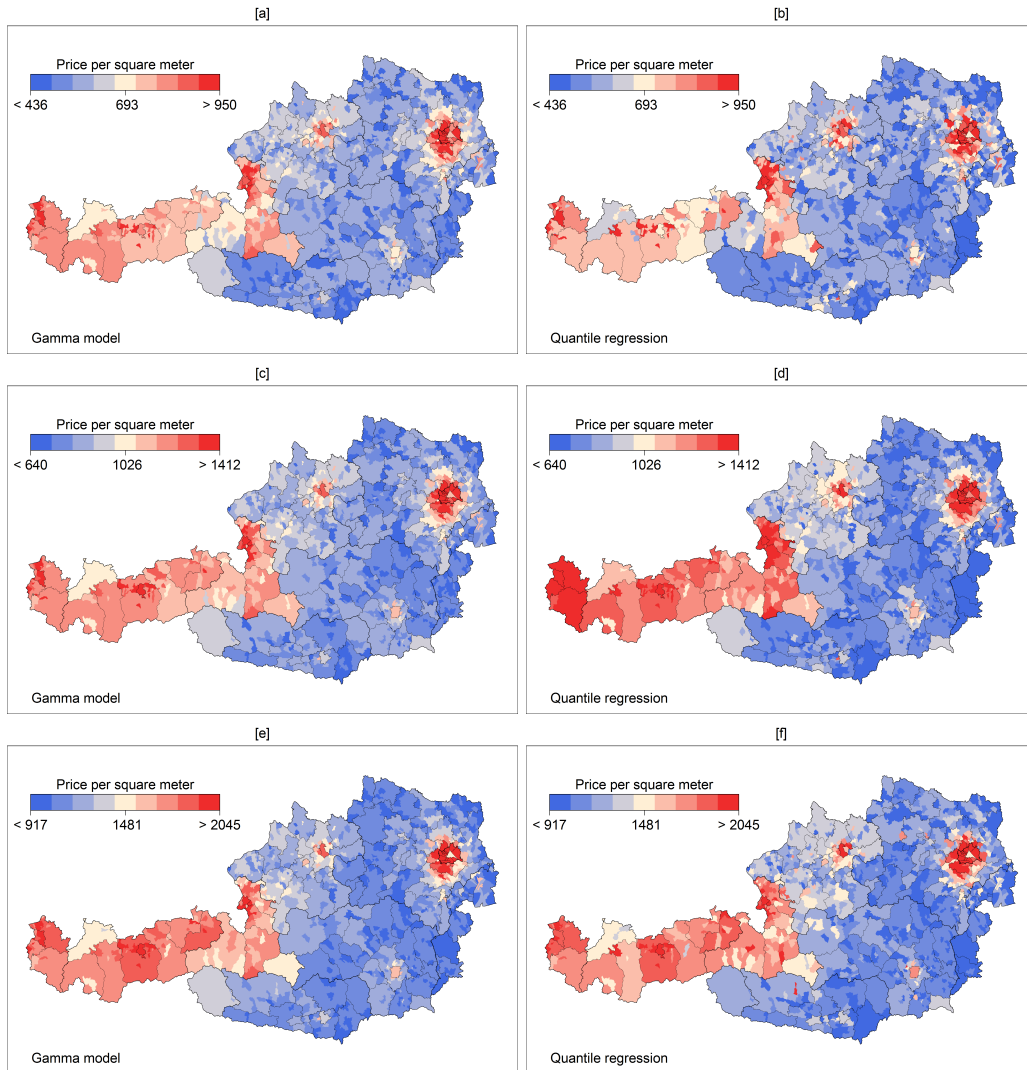 [a]
Price per square meter
< 436 693 > 950
Gamma model
[b]
Price per square meter
< 436 693 > 950
Quantile regression
[c]
Price per square meter
< 640 1026 > 1412
Gamma model
[d]
Price per square meter
< 640 1026 > 1412
Quantile regression
[e]
Price per square meter
< 917 1481 > 2045
Gamma model
[f]
Price per square meter
< 917 1481 > 2045
Quantile regression